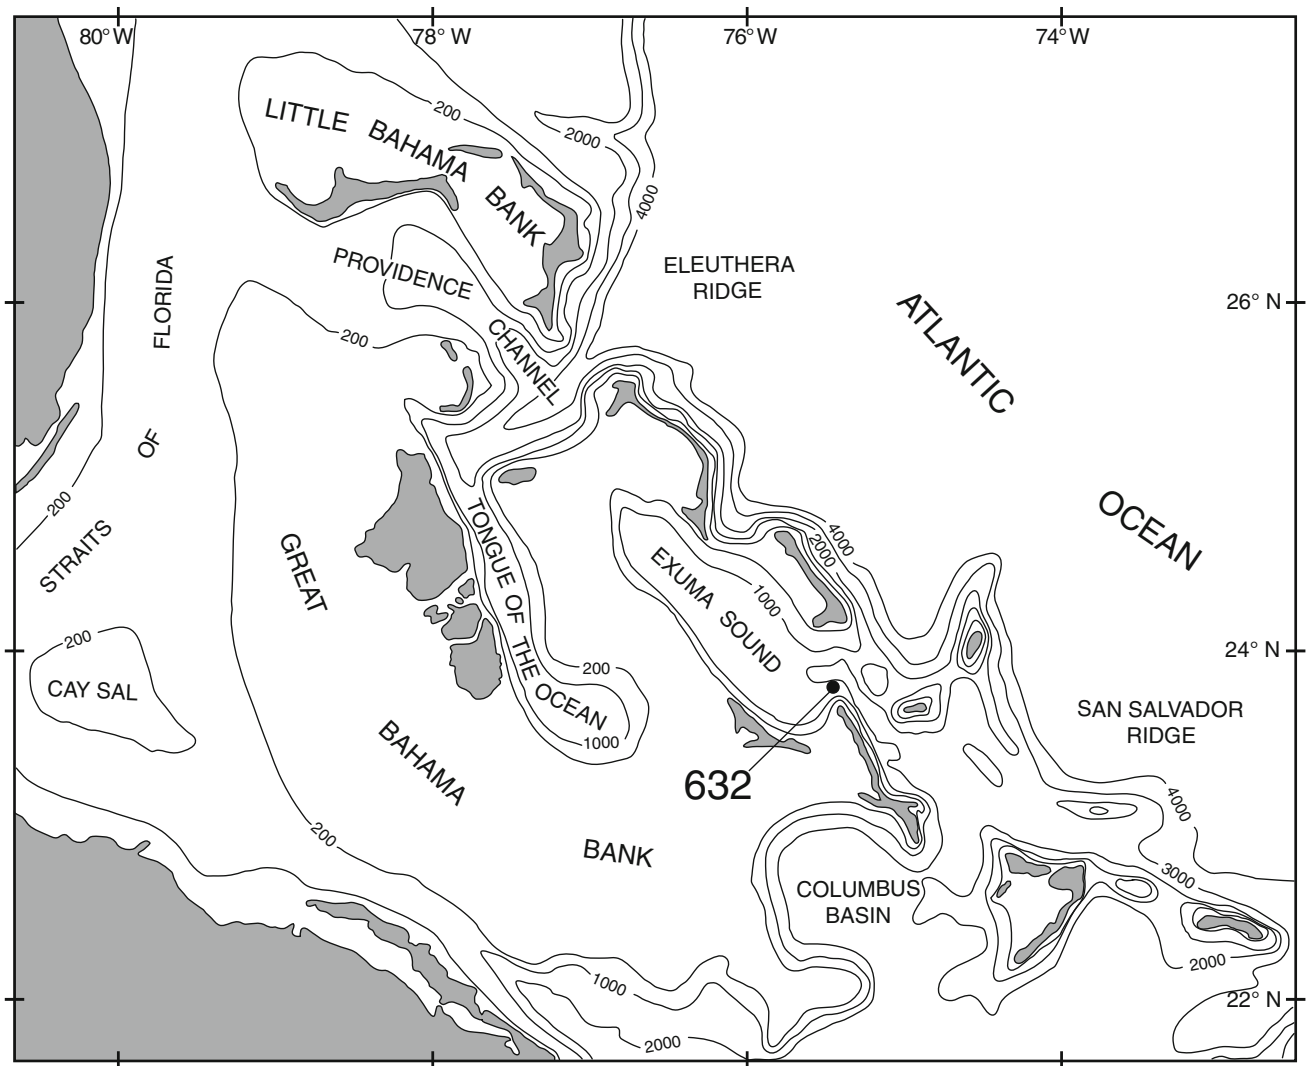 80° W
78° W
76° W
74° W
LITTLE BAHAMA BANK
200
2000
4000
PROVIDENCE
CHANNEL
ELEUTHERA
RIDGE
26° N
ATLANTIC
OCEAN
FLORIDA
OF
STRAITS
200
200
GREAT
BAHAMA
BANK
TONGUE OF THE OCEAN
200
1000
EXUMA SOUND
1000
2000
4000
24° N
200
CAY SAL
632
SAN SALVADOR
RIDGE
4000
3000
200
COLUMBUS
BASIN
2000
1000
2000
22° N